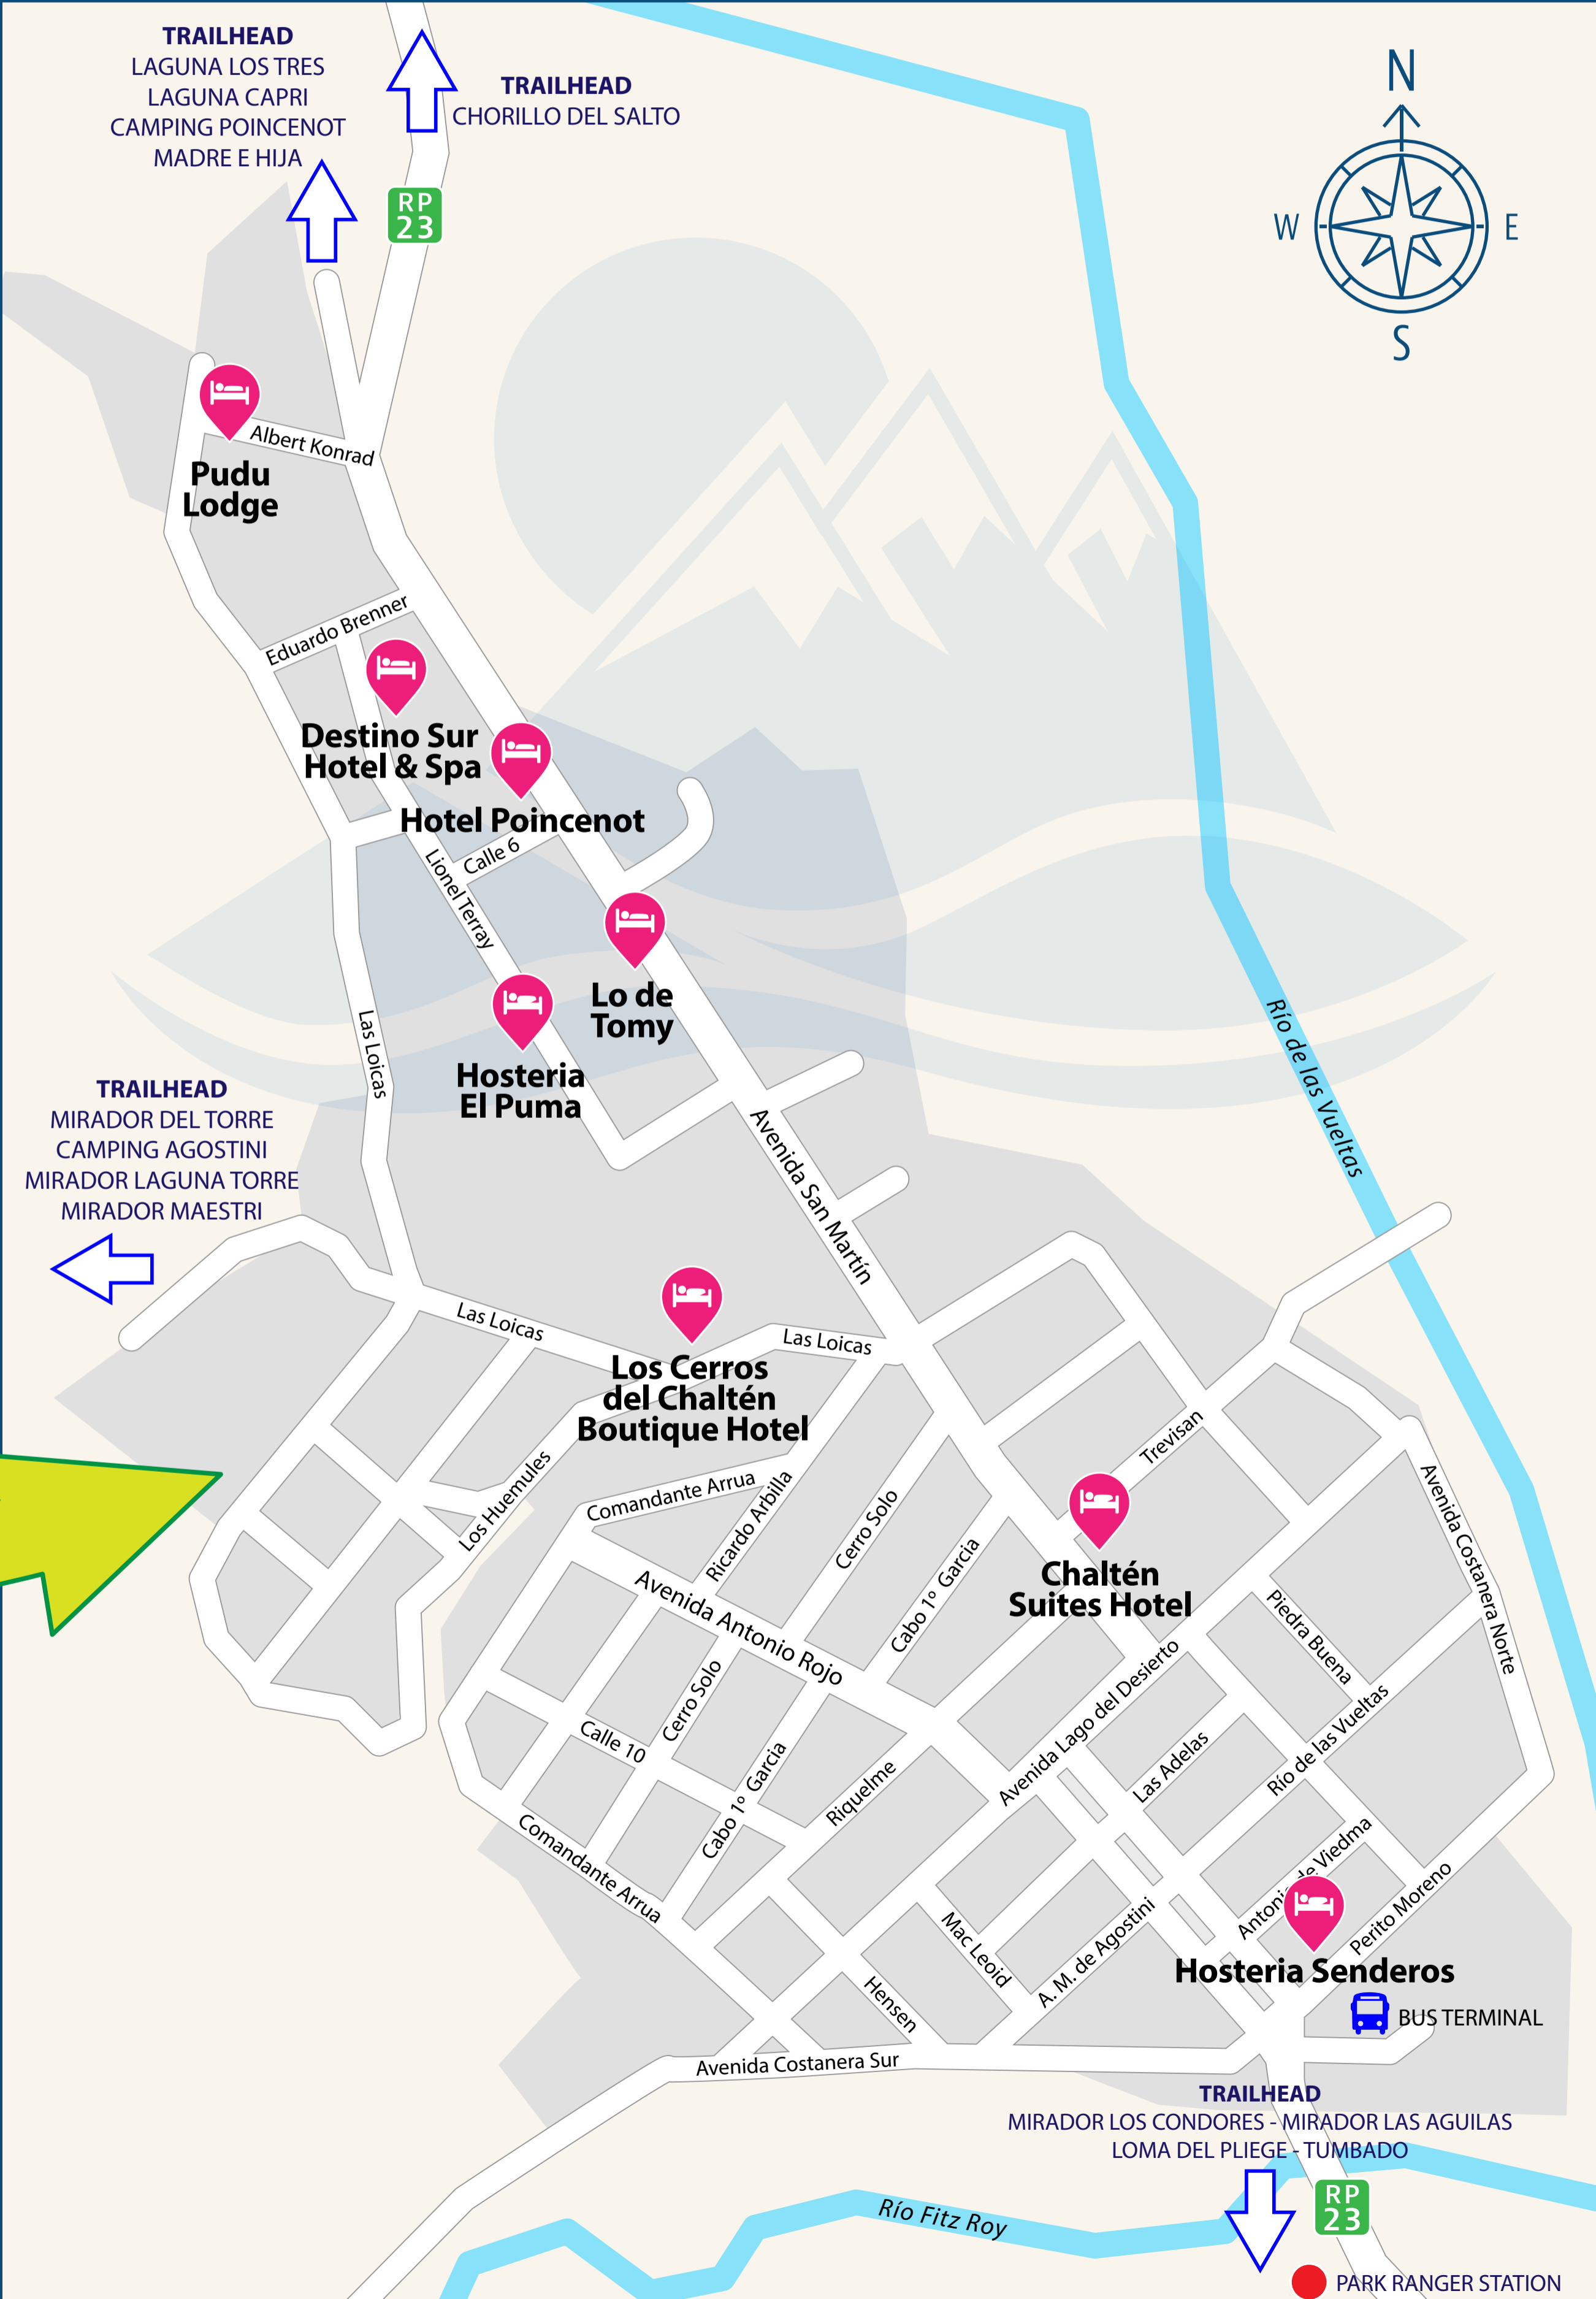 TRAILHEAD
LAGUNA LOS TRES
LAGUNA CAPRI
CAMPING POINCENOT
MADRE E HIJA
TRAILHEAD
CHORILLO DEL SALTO
RP
23
N
W
E
S
Albert Konrad
Pudu
Lodge
Eduardo Brenner
Destino Sur
Hotel & Spa
Hotel Poincenot
Calle 6
Lionel Terray
Lo de
Tomy
Hosteria
El Puma
Las Loicas
Río de las Vueltas
TRAILHEAD
MIRADOR DEL TORRE
CAMPING AGOSTINI
MIRADOR LAGUNA TORRE
MIRADOR MAESTRI
Avenida San Martín
Las Loicas
Las Loicas
Los Cerros
del Chaltén
Boutique Hotel
Trevisan
Los Huemules
Comandante Arrua
Ricardo Arbilla
Cerro Solo
Cabo 1º Garcia
Chaltén
Suites Hotel
Avenida Costanera Norte
Avenida Antonio Rojo
Piedra Buena
Cerro Solo
Calle 10
Cabo 1º Garcia
Riquelme
Avenida Lago del Desierto
Las Adelas
Río de las Vueltas
Comandante Arrua
Mac Leoid
A. M. de Agostini
Hensen
Antonio de Viedma
Perito Moreno
Hosteria Senderos
BUS TERMINAL
Avenida Costanera Sur
TRAILHEAD
MIRADOR LOS CONDORES - MIRADOR LAS AGUILAS
LOMA DEL PLIEGE - TUMBADO
Río Fitz Roy
RP
23
PARK RANGER STATION